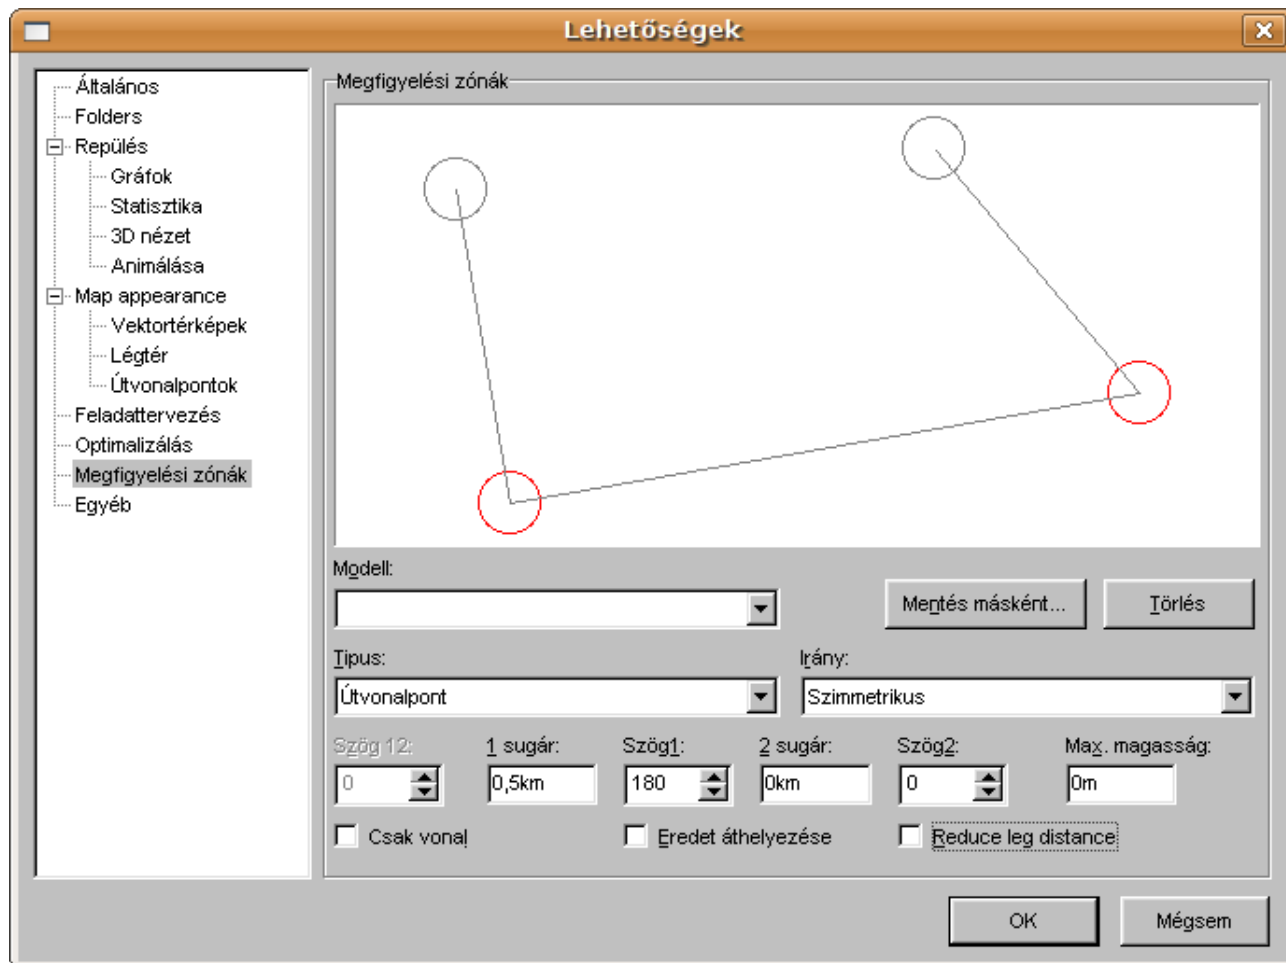 Lehetőségek
Általános
Folders
Repülés
Gráfok
Statisztika
3D nézet
Animálása
Map appearance
Vektortérképek
Légtér
Útvonalpontok
Feladattervezés
Optimalizálás
Megfigyelési zónák
Egyéb
Megfigyelési zónák
Modell:
Mentés másként...
Törlés
Tipus:
Irány:
Útvonalpont
Szimmetrikus
Szög 12:
1 sugár:
Szög1:
2 sugár:
Szög2:
Max. magasság:
0
0,5km
180
0km
0
0m
Csak vonal
Eredet áthelyezése
Reduce leg distance
OK
Mégsem